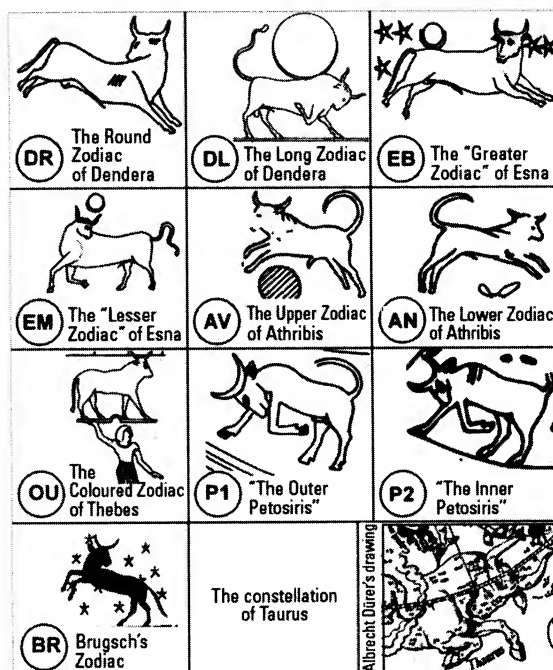 DR
The Round
Zodiac
of Dendera
DL
The Long Zodiac
of Dendera
EB
The "Greater
Zodiac" of Esna
EM
The "Lesser
Zodiac" of Esna
AV
The Upper Zodiac
of Athribis
AN
The Lower Zodiac
of Athribis
OU
The
Coloured Zodiac
of Thebes
P1
"The Outer
Petosiris"
P2
"The Inner
Petosiris"
BR
Brugsch's
Zodiac
The constellation
of Taurus
Albrecht Dürer's drawing
Taurus